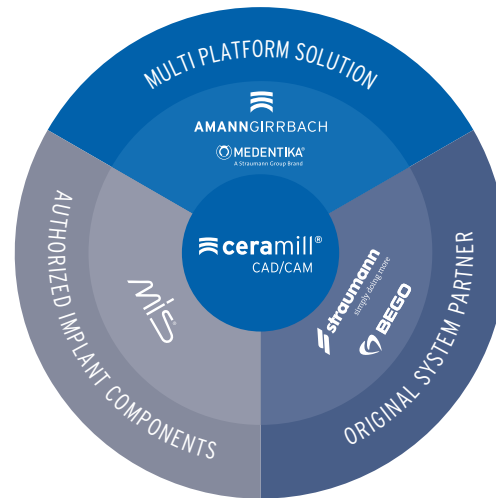 MULTI PLATFORM SOLUTION
AMANNGIRRBACH
MEDENTIKA®
A Straumann Group Brand
ceramill®
CAD/CAM
AUTHORIZED IMPLANT COMPONENTS
MIS®
straumann
simply doing more
BEGO
ORIGINAL SYSTEM PARTNER